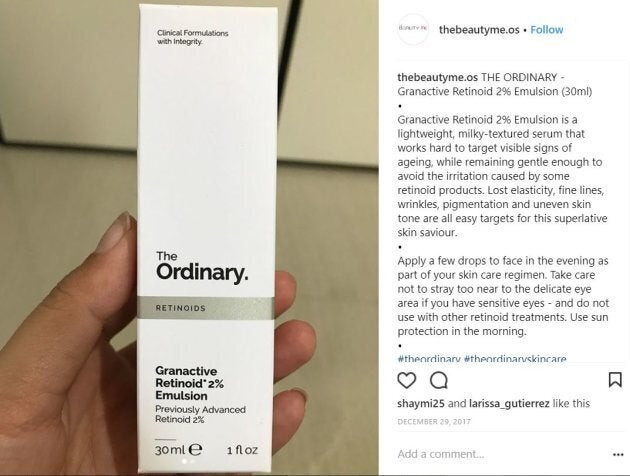 Clinical Formulations
with Integrity.
The
Ordinary.
RETINOIDS
Granactive
Retinoid* 2%
Emulsion
Previously Advanced
Retinoid 2%
30 ml ℮ 1 fl oz
thebeautyme.os • Follow
thebeautyme.os THE ORDINARY -
Granactive Retinoid 2% Emulsion (30ml)
•
Granactive Retinoid 2% Emulsion is a
lightweight, milky-textured serum that
works hard to target visible signs of
ageing, while remaining gentle enough to
avoid the irritation caused by some
retinoid products. Lost elasticity, fine lines,
wrinkles, pigmentation and uneven skin
tone are all easy targets for this superlative
skin saviour.
•
Apply a few drops to face in the evening as
part of your skin care regimen. Take care
not to stray too near to the delicate eye
area if you have sensitive eyes - and do not
use with other retinoid treatments. Use sun
protection in the morning.
•
#theordinary #theordinaryskincare
shaymi25 and larissa_gutierrez like this
DECEMBER 29, 2017
Add a comment...